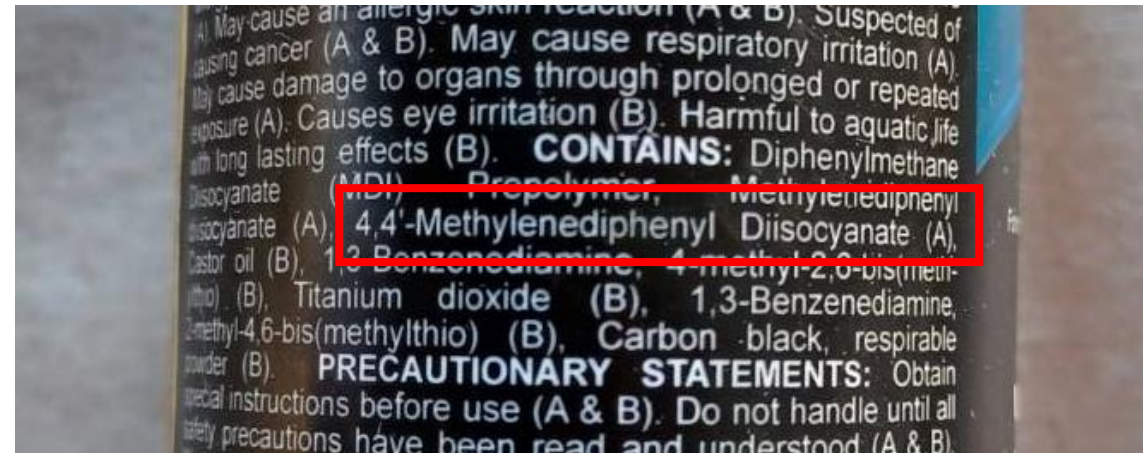 (A). May cause an allergic skin reaction (A & B). Suspected of
causing cancer (A & B). May cause respiratory irritation (A).
May cause damage to organs through prolonged or repeated
exposure (A). Causes eye irritation (B). Harmful to aquatic life
with long lasting effects (B). CONTAINS: Diphenylmethane
Diisocyanate (MDI) Prepolymer, Methylenediphenyl
diisocyanate (A), 4,4'-Methylenediphenyl Diisocyanate (A),
Castor oil (B), 1,3-Benzenediamine, 4-methyl-2,6-bis(meth-
ylthio) (B), Titanium dioxide (B), 1,3-Benzenediamine,
2-methyl-4,6-bis(methylthio) (B), Carbon black, respirable
powder (B). PRECAUTIONARY STATEMENTS: Obtain
special instructions before use (A & B). Do not handle until all
safety precautions have been read and understood (A & B).